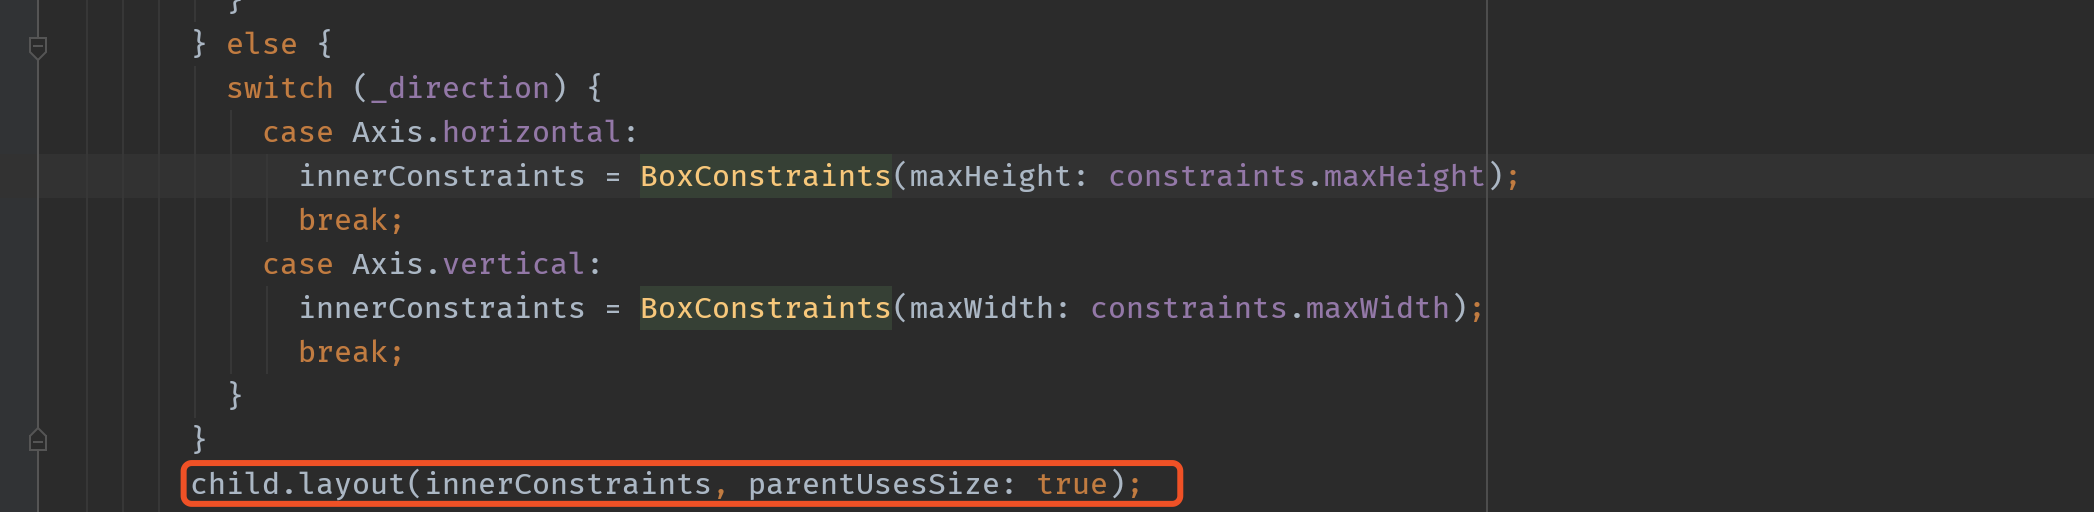 }
} else {
switch (_direction) {
case Axis.horizontal:
innerConstraints = BoxConstraints(maxHeight: constraints.maxHeight);
break;
case Axis.vertical:
innerConstraints = BoxConstraints(maxWidth: constraints.maxWidth);
break;
}
}
child.layout(innerConstraints, parentUsesSize: true);